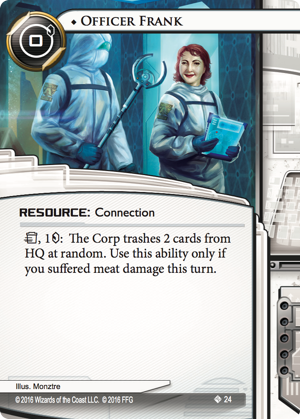 ◆ Officer Frank
RESOURCE: Connection
, 1: The Corp trashes 2 cards from
HQ at random. Use this ability only if
you suffered meat damage this turn.
Illus. Monztre
© 2016 Wizards of the Coast LLC. © 2016 FFG
24